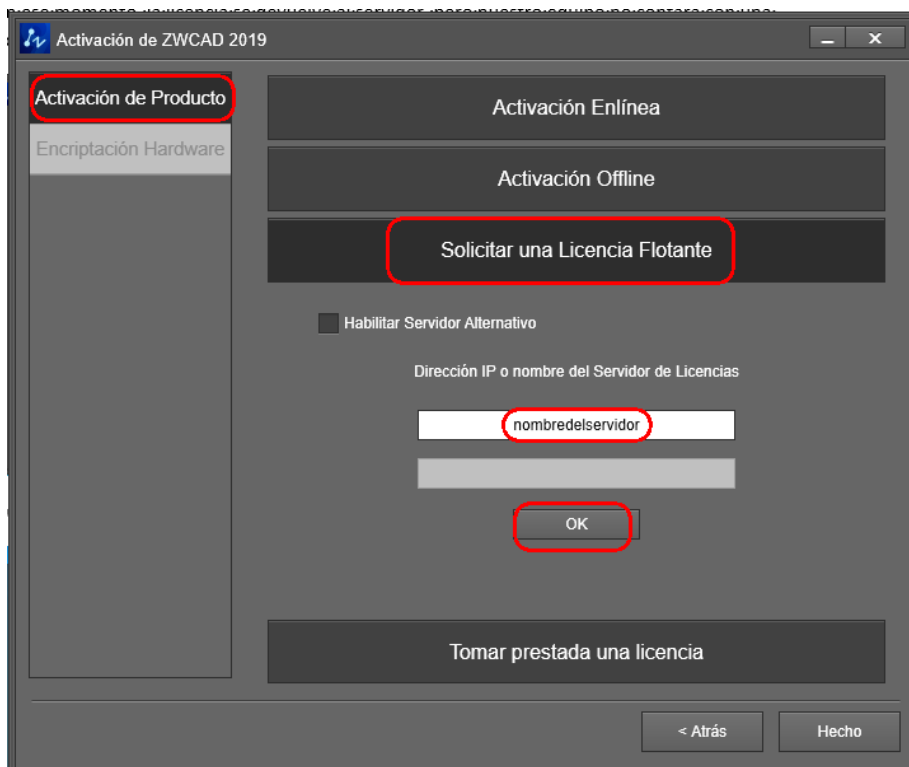 Activación de ZWCAD 2019
Activación de Producto
Encriptación Hardware
Activación Enlínea
Activación Offline
Solicitar una Licencia Flotante
Habilitar Servidor Alternativo
Dirección IP o nombre del Servidor de Licencias
nombredelservidor
OK
Tomar prestada una licencia
< Atrás
Hecho